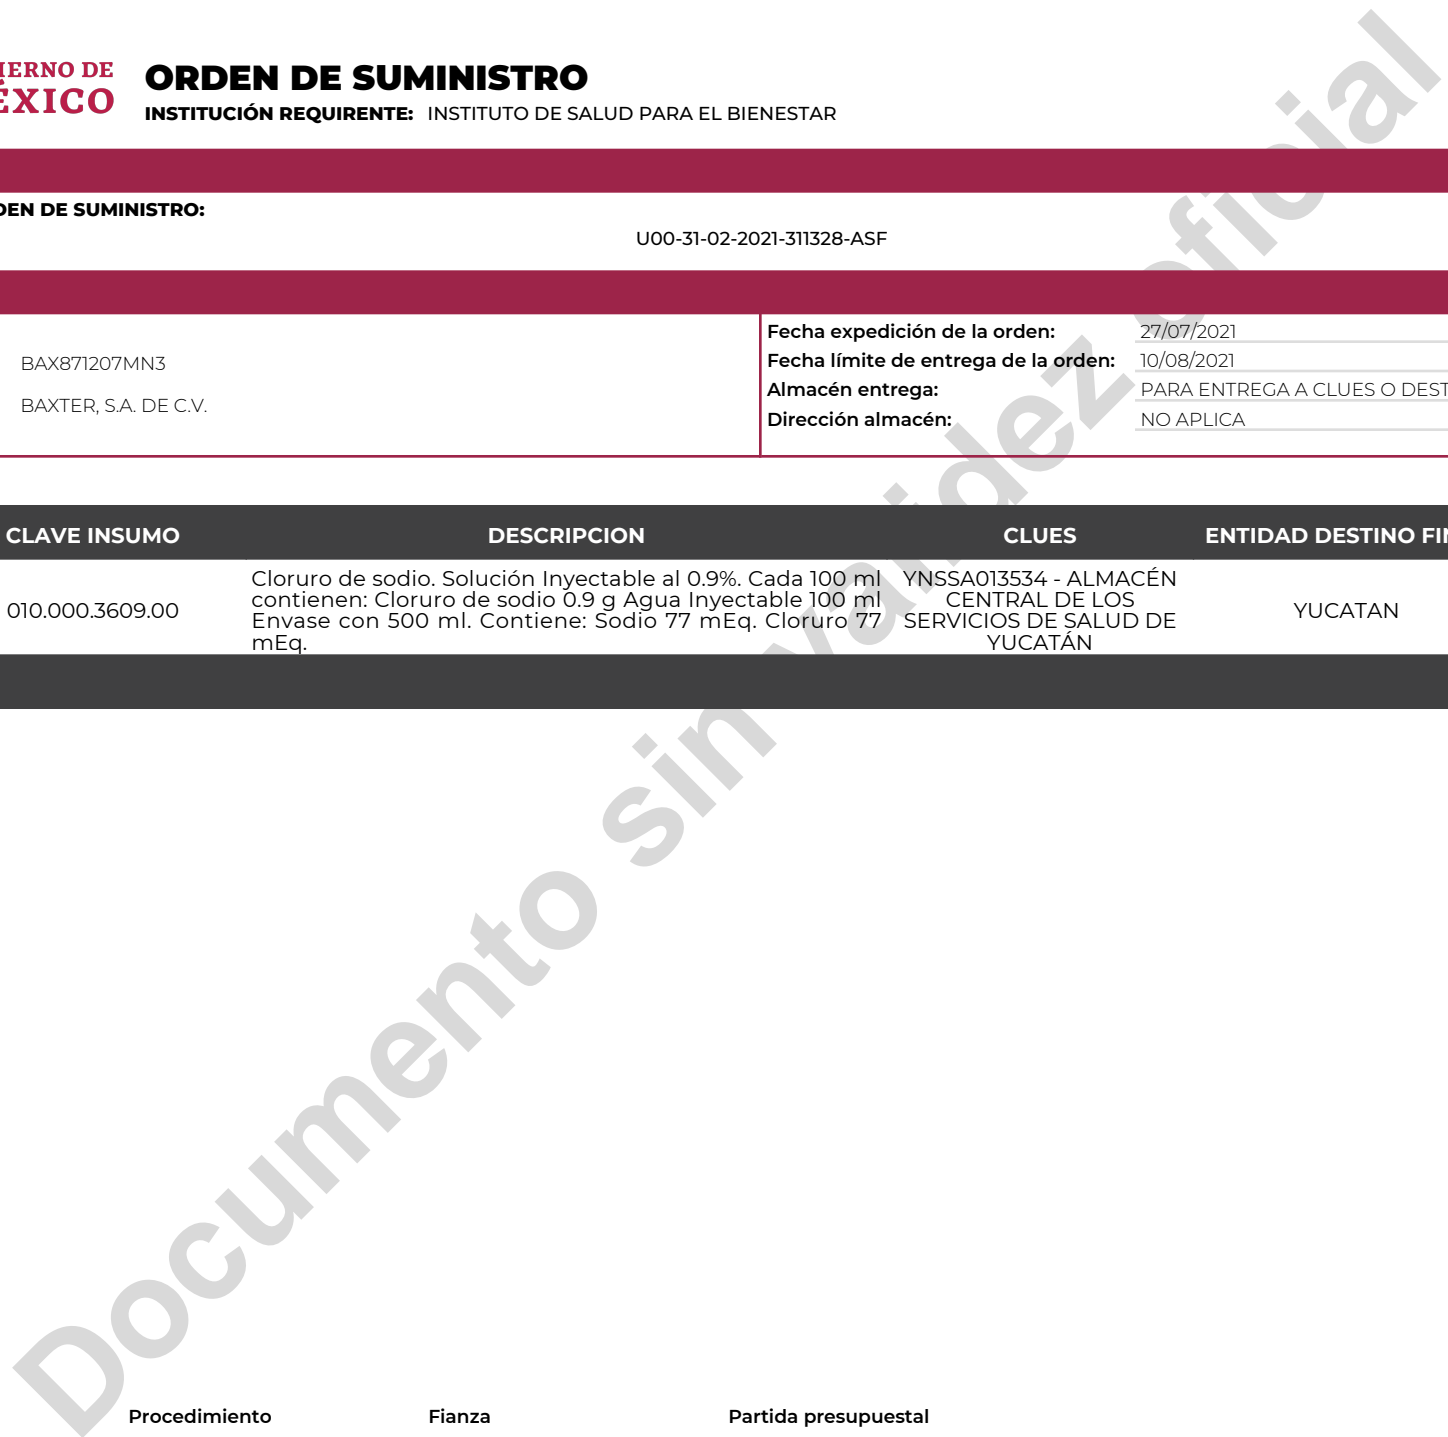 IERNO DE
ÉXICO
ORDEN DE SUMINISTRO
INSTITUCIÓN REQUIRENTE: INSTITUTO DE SALUD PARA EL BIENESTAR
DEN DE SUMINISTRO:
U00-31-02-2021-311328-ASF
BAX871207MN3
BAXTER, S.A. DE C.V.
Fecha expedición de la orden: 27/07/2021
Fecha límite de entrega de la orden: 10/08/2021
Almacén entrega: PARA ENTREGA A CLUES O DEST
Dirección almacén: NO APLICA
CLAVE INSUMO DESCRIPCION CLUES ENTIDAD DESTINO FIN
010.000.3609.00
Cloruro de sodio. Solución Inyectable al 0.9%. Cada 100 ml
contienen: Cloruro de sodio 0.9 g Agua Inyectable 100 ml
Envase con 500 ml. Contiene: Sodio 77 mEq. Cloruro 77
mEq.
YNSSA013534 - ALMACÉN
CENTRAL DE LOS
SERVICIOS DE SALUD DE
YUCATÁN
YUCATAN
Documento sin validez oficial
Procedimiento Fianza Partida presupuestal